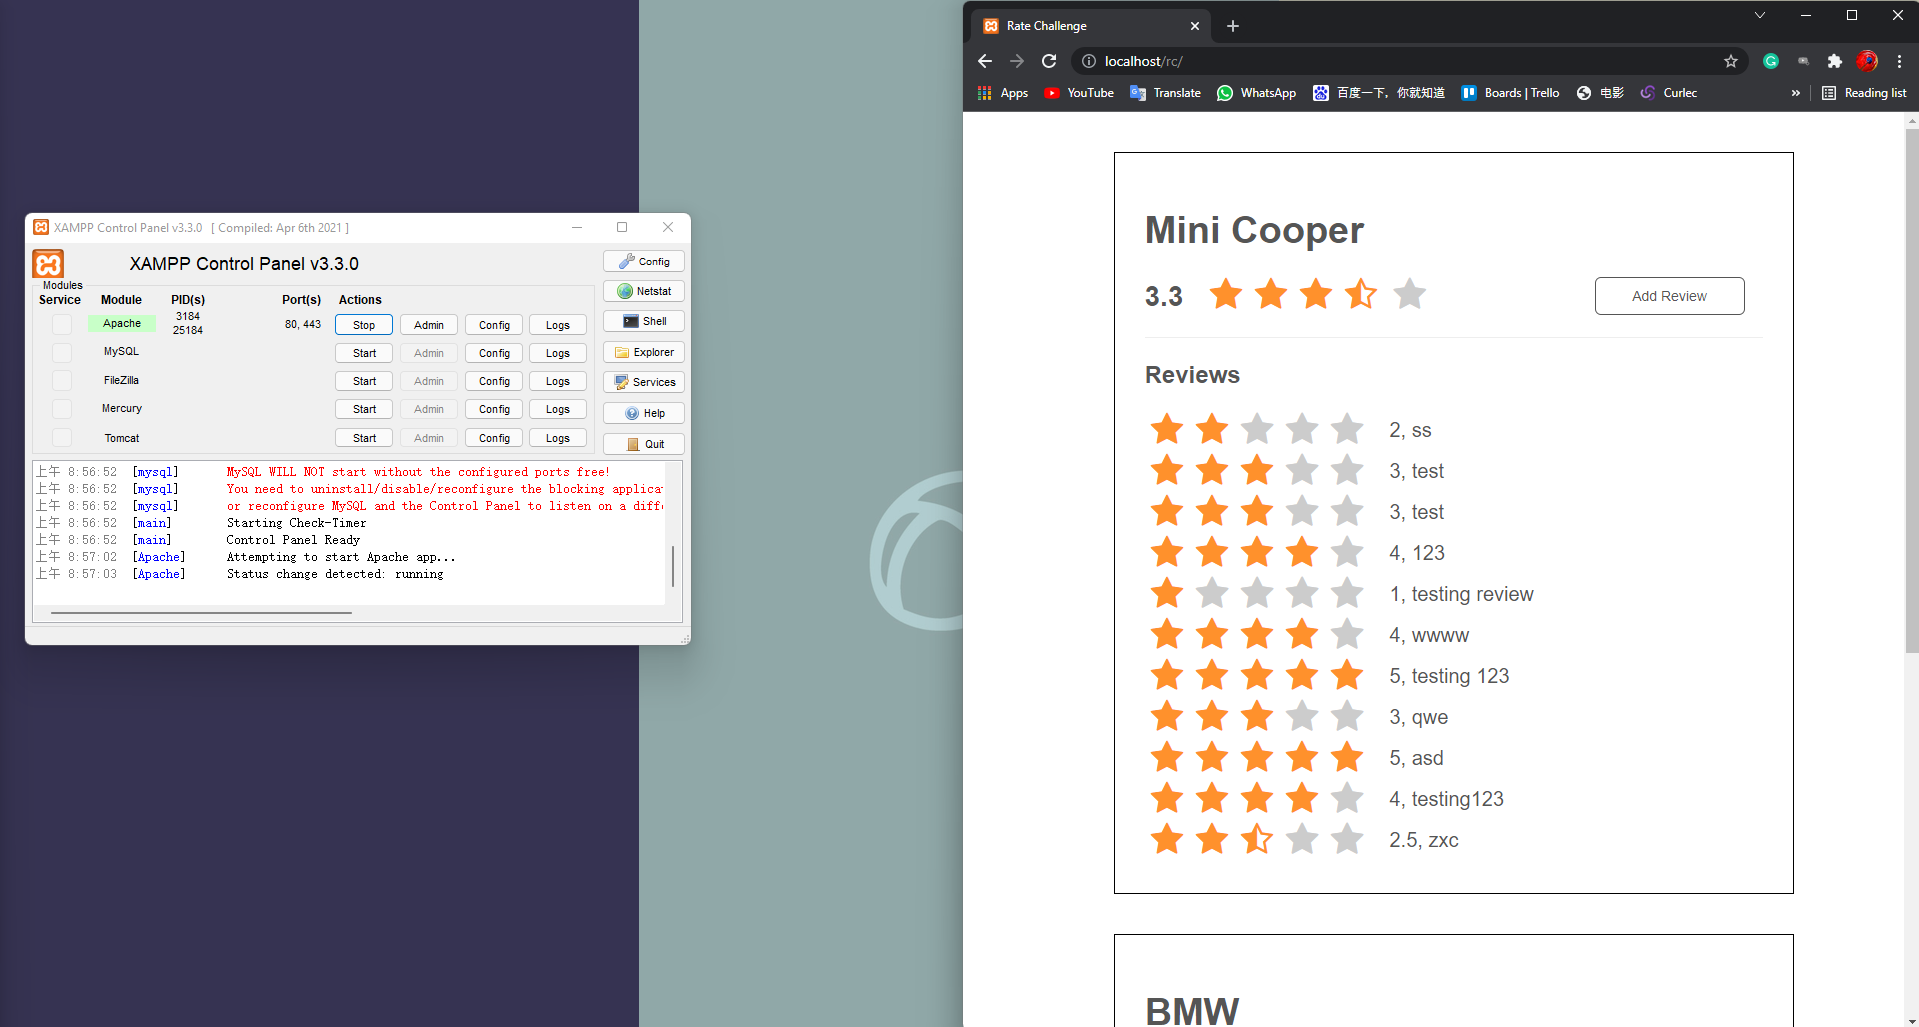 XAMPP Control Panel v3.3.0 [ Compiled: Apr 6th 2021 ]
XAMPP Control Panel v3.3.0
Config
Modules
Netstat
Service Module PID(s) Port(s) Actions
Apache 3184 25184 80, 443 Stop Admin Config Logs
Shell
MySQL Start Admin Config Logs
Explorer
FileZilla Start Admin Config Logs
Services
Mercury Start Admin Config Logs
Help
Tomcat Start Admin Config Logs
Quit
上午 8:56:52 [mysql] MySQL WILL NOT start without the configured ports free!
上午 8:56:52 [mysql] You need to uninstall/disable/reconfigure the blocking
上午 8:56:52 [mysql] or reconfigure MySQL and the Control Panel to listen on a
上午 8:56:52 [main] Starting Check-Timer
上午 8:56:52 [main] Control Panel Ready
上午 8:57:02 [Apache] Attempting to start Apache app...
上午 8:57:03 [Apache] Status change detected: running
Rate Challenge
localhost/rc/
Apps YouTube Translate WhatsApp 百度一下，你就知道 Boards | Trello 电影 Curlec » Reading list
Mini Cooper
3.3 Add Review
Reviews
2, ss
3, test
3, test
4, 123
1, testing review
4, wwww
5, testing 123
3, qwe
5, asd
4, testing123
2.5, zxc
BMW